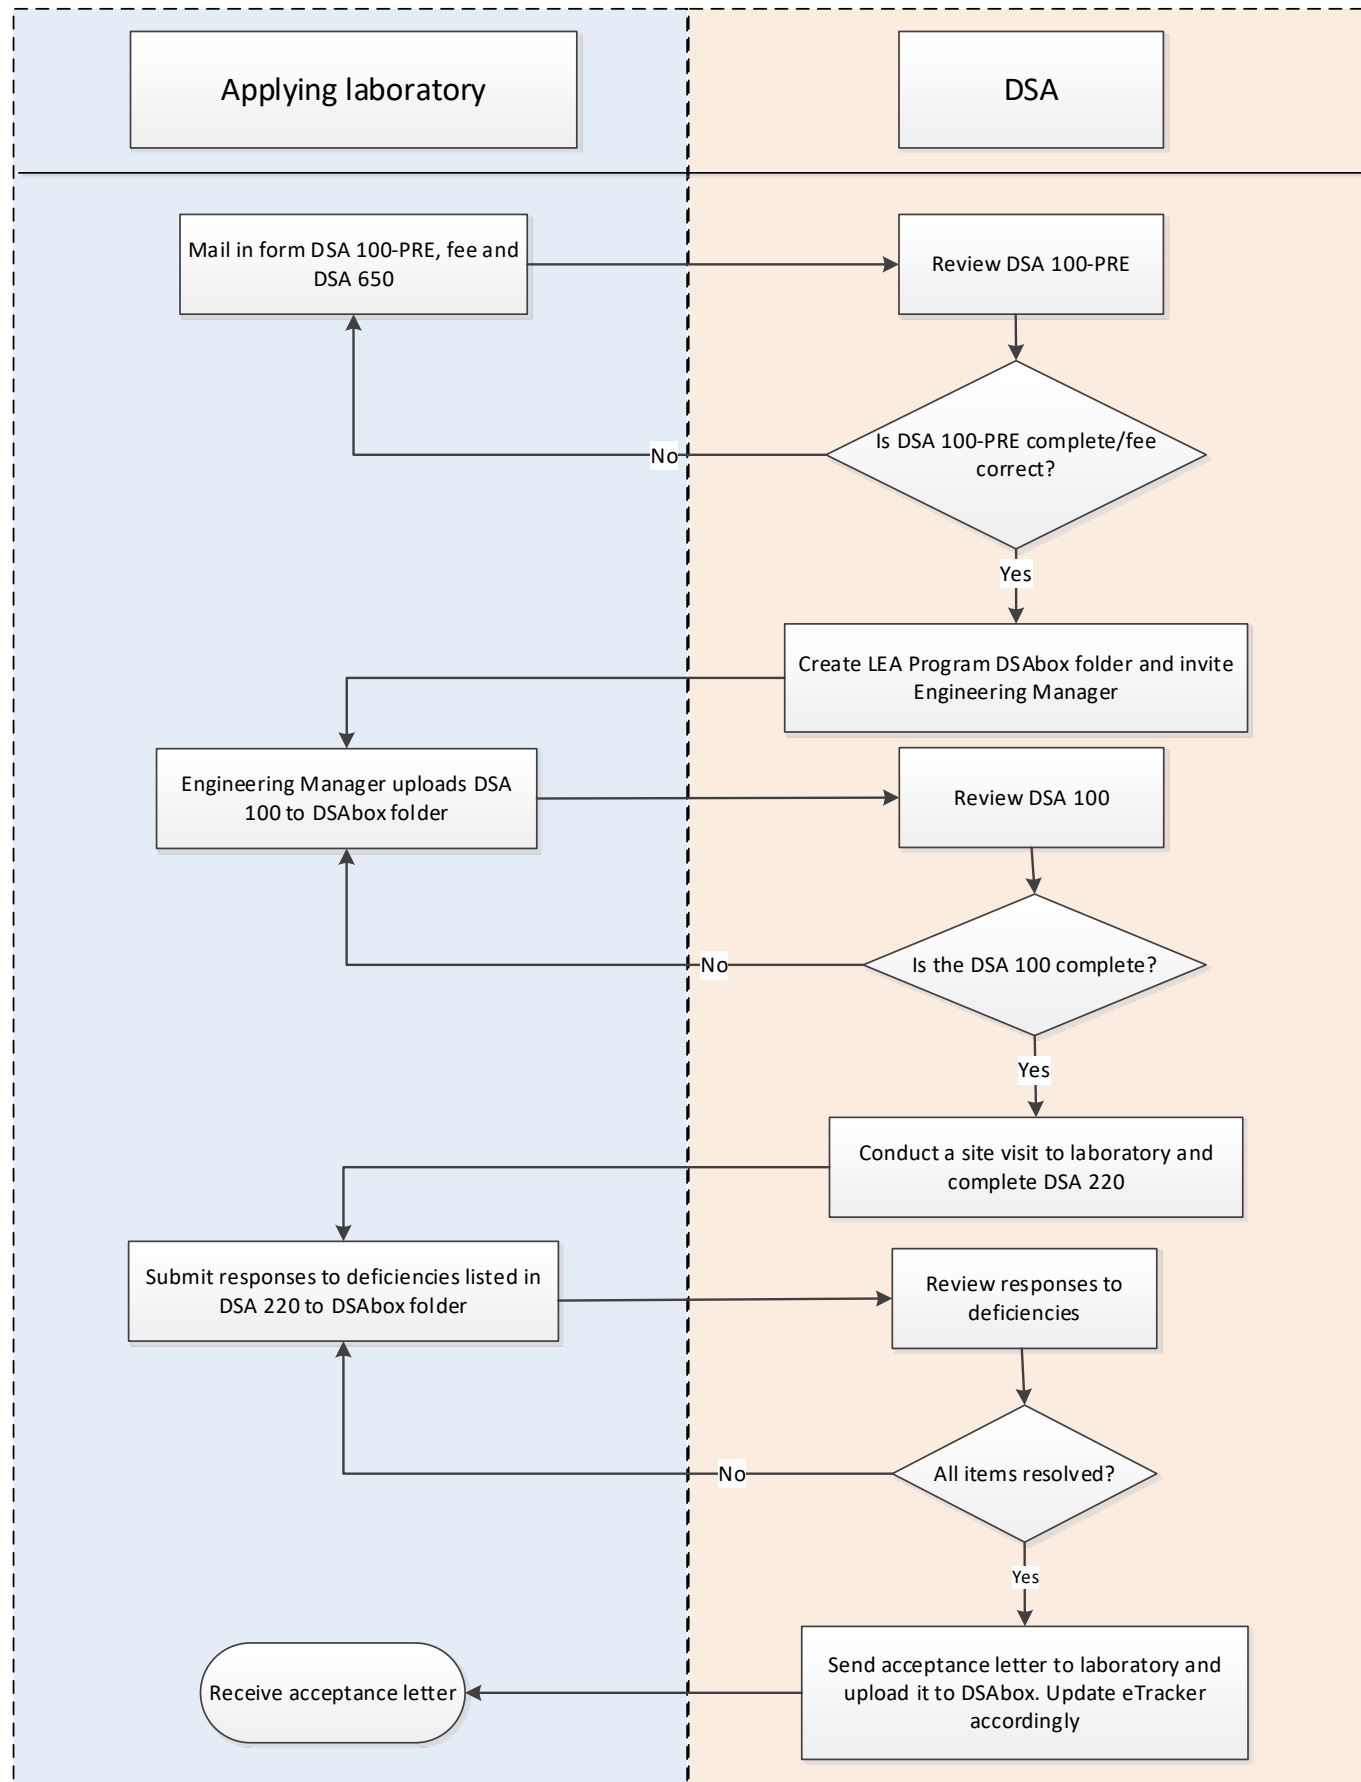 Applying laboratory
DSA
Mail in form DSA 100-PRE, fee and
DSA 650
Review DSA 100-PRE
Is DSA 100-PRE complete/fee
correct?
No
Yes
Create LEA Program DSAbox folder and invite
Engineering Manager
Engineering Manager uploads DSA
100 to DSAbox folder
Review DSA 100
Is the DSA 100 complete?
No
Yes
Conduct a site visit to laboratory and
complete DSA 220
Submit responses to deficiencies listed in
DSA 220 to DSAbox folder
Review responses to
deficiencies
All items resolved?
No
Yes
Send acceptance letter to laboratory and
upload it to DSAbox. Update eTracker
accordingly
Receive acceptance letter